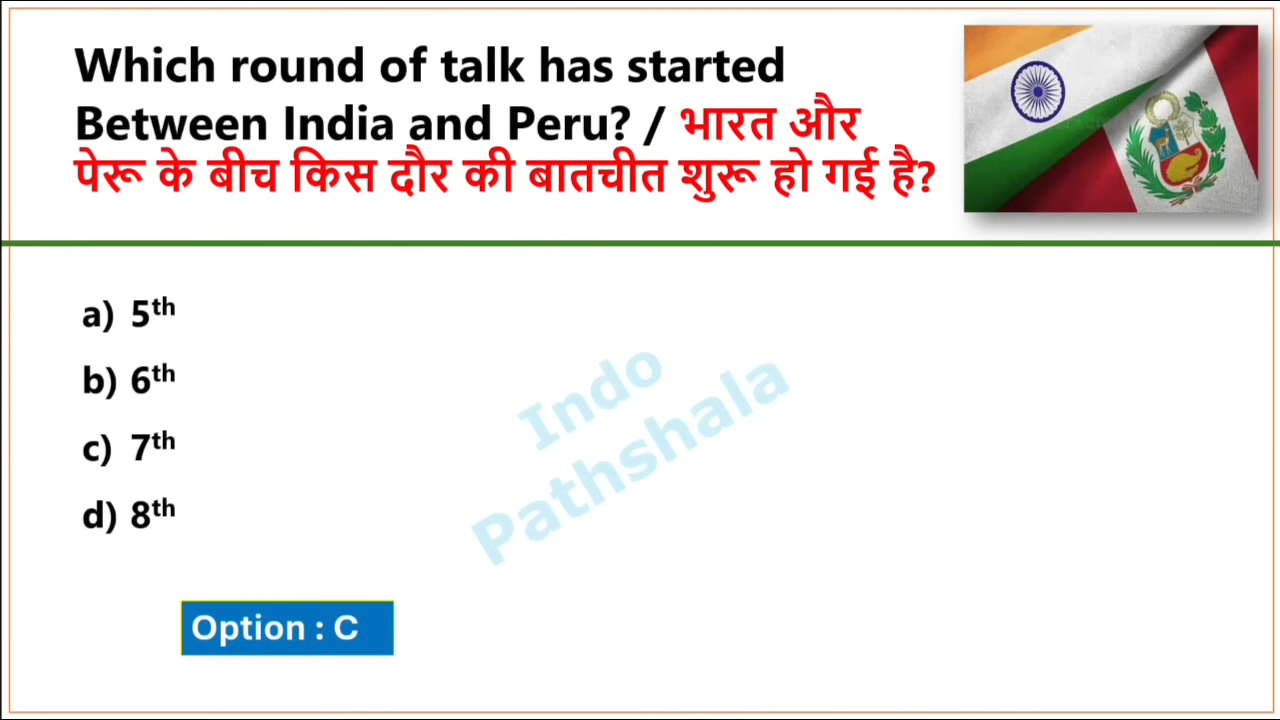 Which round of talk has started
Between India and Peru? / भारत और
पेरू के बीच किस दौर की बातचीत शुरू हो गई है?
a) 5th
b) 6th
c) 7th
d) 8th
Indo
Pathshala
Option : C